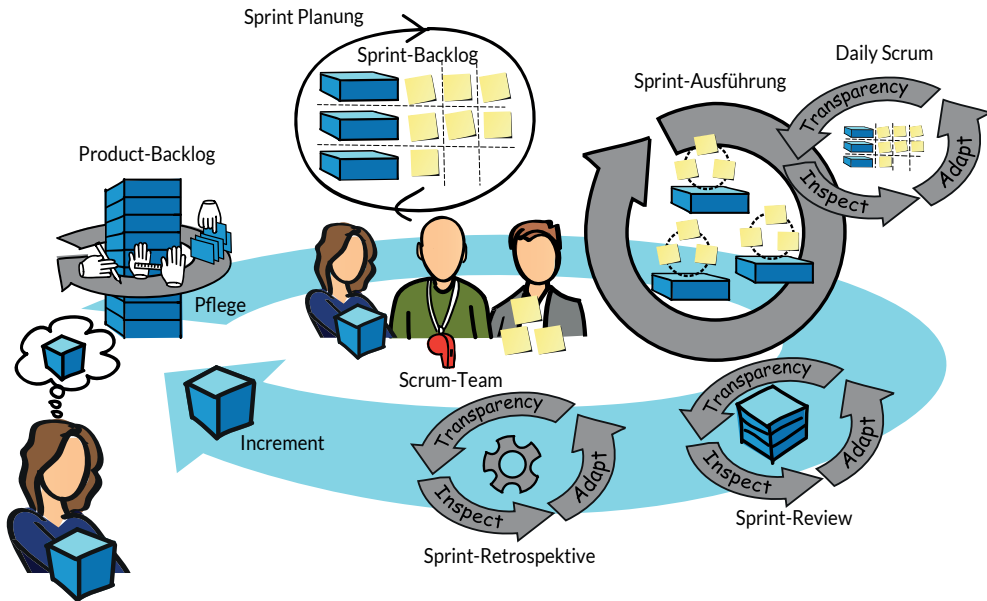 Sprint Planung
Sprint-Backlog
Daily Scrum
Sprint-Ausführung
Transparency
Inspect
Adapt
Product-Backlog
Pflege
Scrum-Team
Increment
Transparency
Inspect
Adapt
Sprint-Review
Transparency
Inspect
Adapt
Sprint-Retrospektive